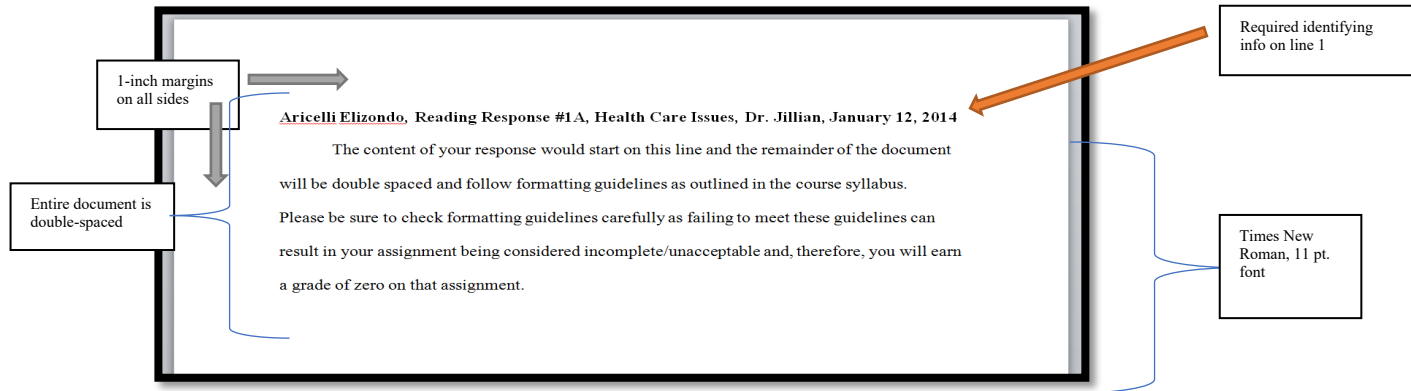 Required identifying
info on line 1
1-inch margins
on all sides
Aricelli Elizondo, Reading Response #1A, Health Care Issues, Dr. Jillian, January 12, 2014
The content of your response would start on this line and the remainder of the document
will be double spaced and follow formatting guidelines as outlined in the course syllabus.
Please be sure to check formatting guidelines carefully as failing to meet these guidelines can
result in your assignment being considered incomplete/unacceptable and, therefore, you will earn
a grade of zero on that assignment.
Entire document is
double-spaced
Times New
Roman, 11 pt.
font